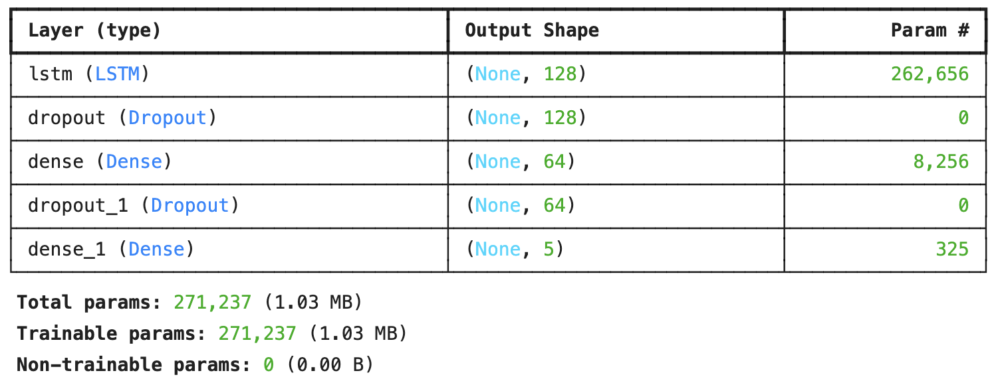 Layer (type) Output Shape Param #
lstm (LSTM) (None, 128) 262,656
dropout (Dropout) (None, 128) 0
dense (Dense) (None, 64) 8,256
dropout_1 (Dropout) (None, 64) 0
dense_1 (Dense) (None, 5) 325
Total params: 271,237 (1.03 MB)
Trainable params: 271,237 (1.03 MB)
Non-trainable params: 0 (0.00 B)